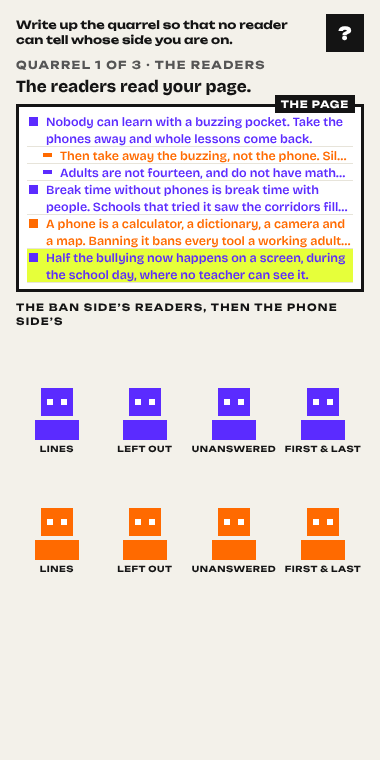 Write up the quarrel so that no reader
can tell whose side you are on.
?
QUARREL 1 OF 3 · THE READERS
The readers read your page.
THE PAGE
Nobody can learn with a buzzing pocket. Take the
phones away and whole lessons come back.
Then take away the buzzing, not the phone. Sil...
Adults are not fourteen, and do not have math...
Break time without phones is break time with
people. Schools that tried it saw the corridors fill...
A phone is a calculator, a dictionary, a camera and
a map. Banning it bans every tool a working adult...
Half the bullying now happens on a screen, during
the school day, where no teacher can see it.
THE BAN SIDE'S READERS, THEN THE PHONE
SIDE'S
LINES LEFT OUT UNANSWERED FIRST & LAST
LINES LEFT OUT UNANSWERED FIRST & LAST